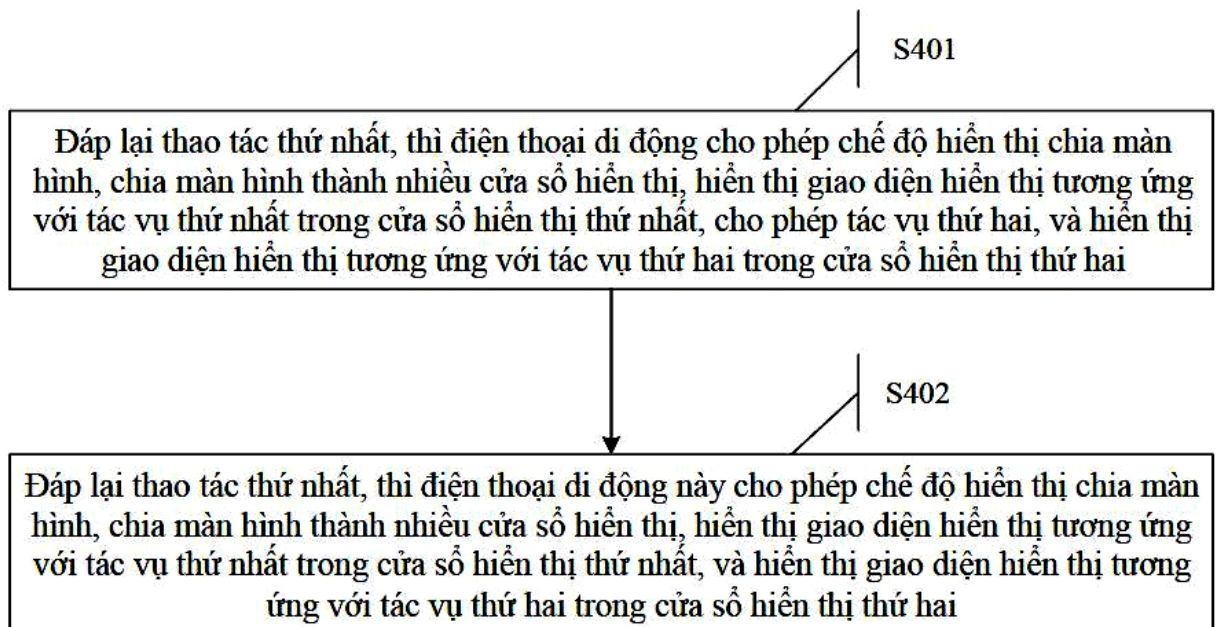 S401
Đáp lại thao tác thứ nhất, thì điện thoại di động cho phép chế độ hiển thị chia màn
hình, chia màn hình thành nhiều cửa sổ hiển thị, hiển thị giao diện hiển thị tương ứng
với tác vụ thứ nhất trong cửa sổ hiển thị thứ nhất, cho phép tác vụ thứ hai, và hiển thị
giao diện hiển thị tương ứng với tác vụ thứ hai trong cửa sổ hiển thị thứ hai
S402
Đáp lại thao tác thứ nhất, thì điện thoại di động này cho phép chế độ hiển thị chia màn
hình, chia màn hình thành nhiều cửa sổ hiển thị, hiển thị giao diện hiển thị tương ứng
với tác vụ thứ nhất trong cửa sổ hiển thị thứ nhất, và hiển thị giao diện hiển thị tương
ứng với tác vụ thứ hai trong cửa sổ hiển thị thứ hai